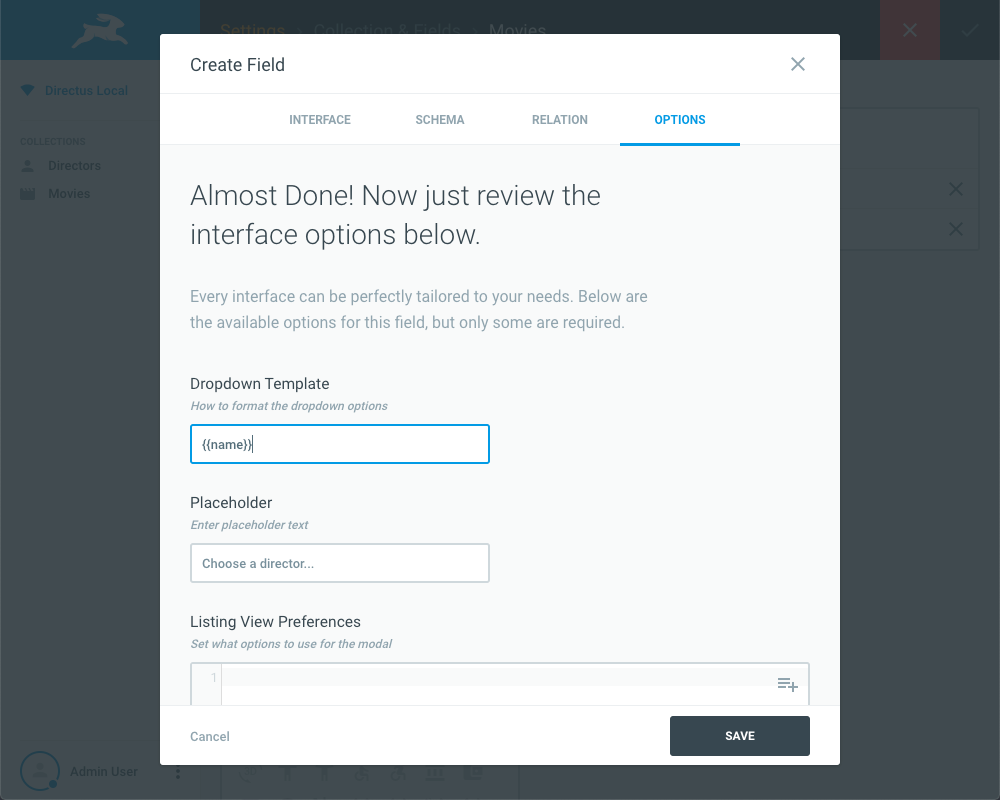 Settings › Collection & Fields › Movies
Directus Local
COLLECTIONS
Directors
Movies
Create Field
INTERFACE SCHEMA RELATION OPTIONS
Almost Done! Now just review the
interface options below.
Every interface can be perfectly tailored to your needs. Below are
the available options for this field, but only some are required.
Dropdown Template
How to format the dropdown options
{{name}}
Placeholder
Enter placeholder text
Choose a director...
Listing View Preferences
Set what options to use for the modal
1
Cancel SAVE
Admin User